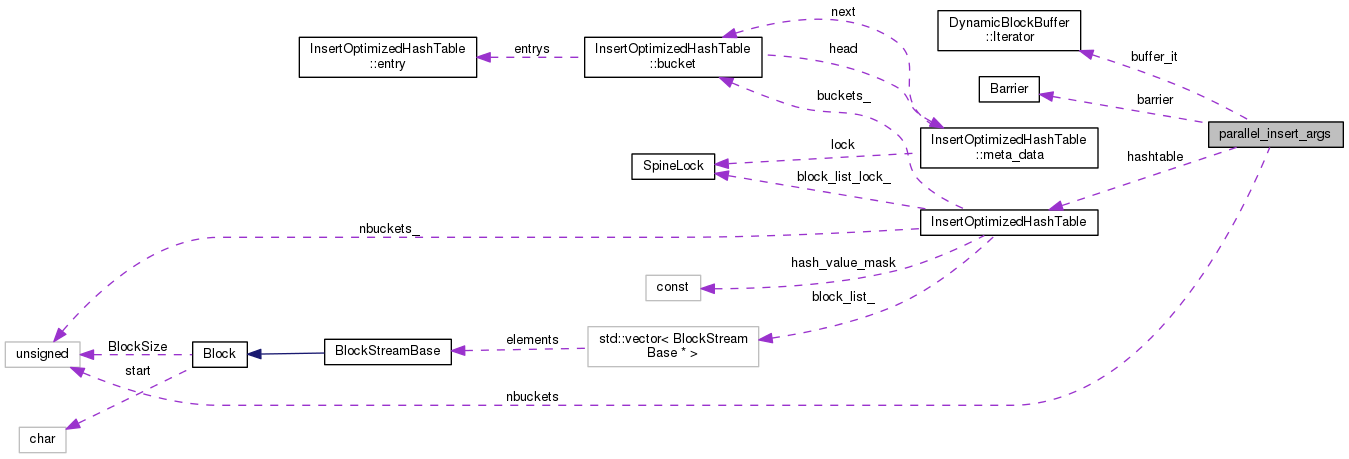 next
DynamicBlockBuffer
::Iterator
InsertOptimizedHashTable
::entry
entrys
InsertOptimizedHashTable
::bucket
head
buffer_it
Barrier
barrier
buckets_
parallel_insert_args
InsertOptimizedHashTable
::meta_data
lock
hashtable
SpineLock
block_list_lock_
InsertOptimizedHashTable
nbuckets_
hash_value_mask
const
block_list_
unsigned
BlockSize
Block
BlockStreamBase
elements
std::vector< BlockStream
Base * >
start
nbuckets
char